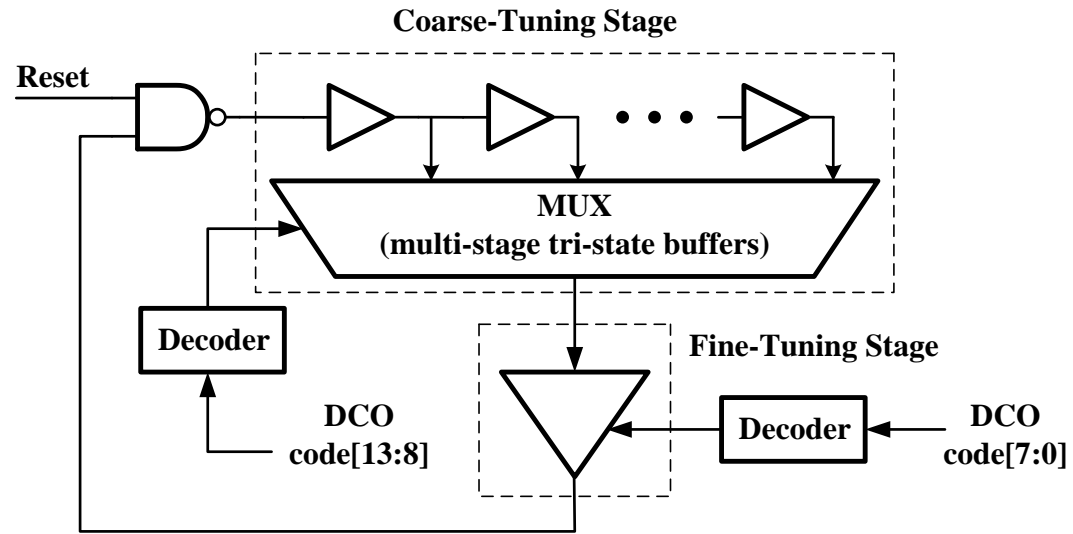 Coarse-Tuning Stage
Reset
MUX
(multi-stage tri-state buffers)
Decoder
Fine-Tuning Stage
DCO
code[13:8]
Decoder
DCO
code[7:0]